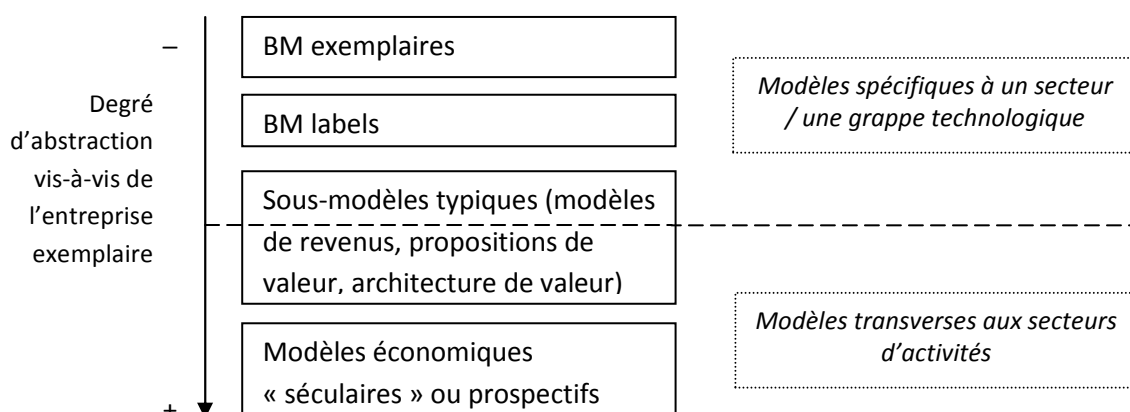 –
Degré
d’abstraction
vis-à-vis de
l’entreprise
exemplaire
+
BM exemplaires
BM labels
Sous-modèles typiques (modèles
de revenus, propositions de
valeur, architecture de valeur)
Modèles économiques
« séculaires » ou prospectifs
Modèles spécifiques à un secteur
/ une grappe technologique
Modèles transverses aux secteurs
d’activités